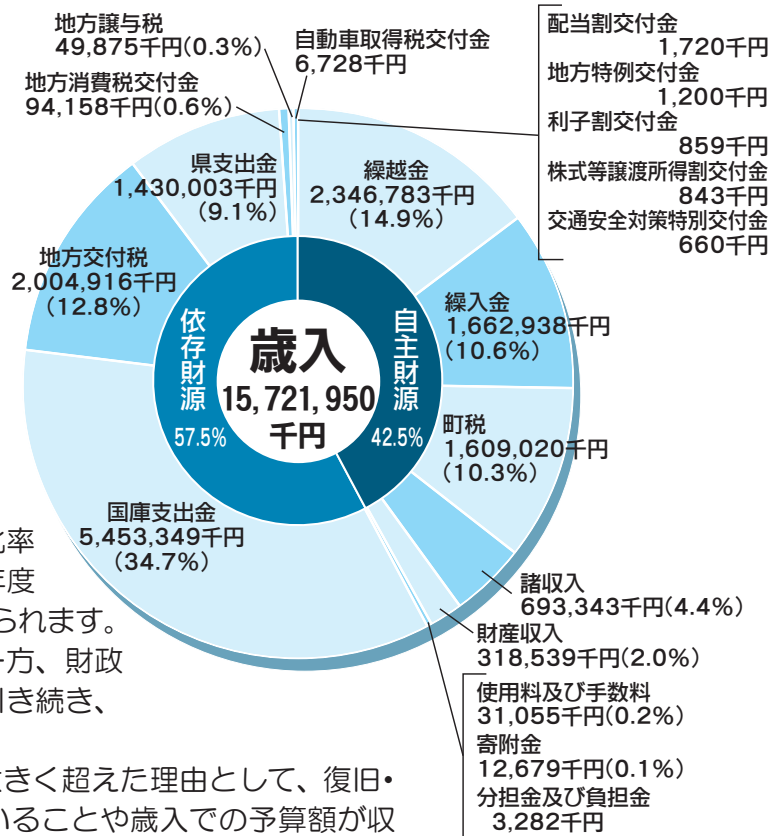 地方譲与税
49,875千円(0.3%)
地方消費税交付金
94,158千円(0.6%)
自動車取得税交付金
6,728千円
配当割交付金
1,720千円
地方特例交付金
1,200千円
利子割交付金
859千円
株式等譲渡所得割交付金
843千円
交通安全対策特別交付金
660千円
県支出金
1,430,003千円
(9.1%)
繰越金
2,346,783千円
(14.9%)
地方交付税
2,004,916千円
(12.8%)
繰入金
1,662,938千円
(10.6%)
依存財源
57.5%
歳入
15,721,950
千円
自主財源
42.5%
町税
1,609,020千円
(10.3%)
国庫支出金
5,453,349千円
(34.7%)
諸収入
693,343千円(4.4%)
財産収入
318,539千円(2.0%)
使用料及び手数料
31,055千円(0.2%)
寄附金
12,679千円(0.1%)
分担金及び負担金
3,282千円
比率
年度
られます。
一方、財政
引き続き、
大きく超えた理由として、復旧・
いることや歳入での予算額が収